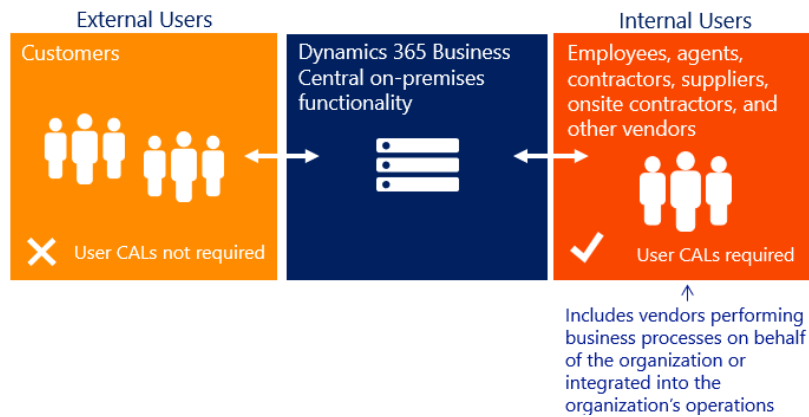 External Users
Internal Users
Customers
Dynamics 365 Business
Central on-premises
functionality
Employees, agents,
contractors, suppliers,
onsite contractors, and
other vendors
User CALs not required
User CALs required
Includes vendors performing
business processes on behalf
of the organization or
integrated into the
organization's operations